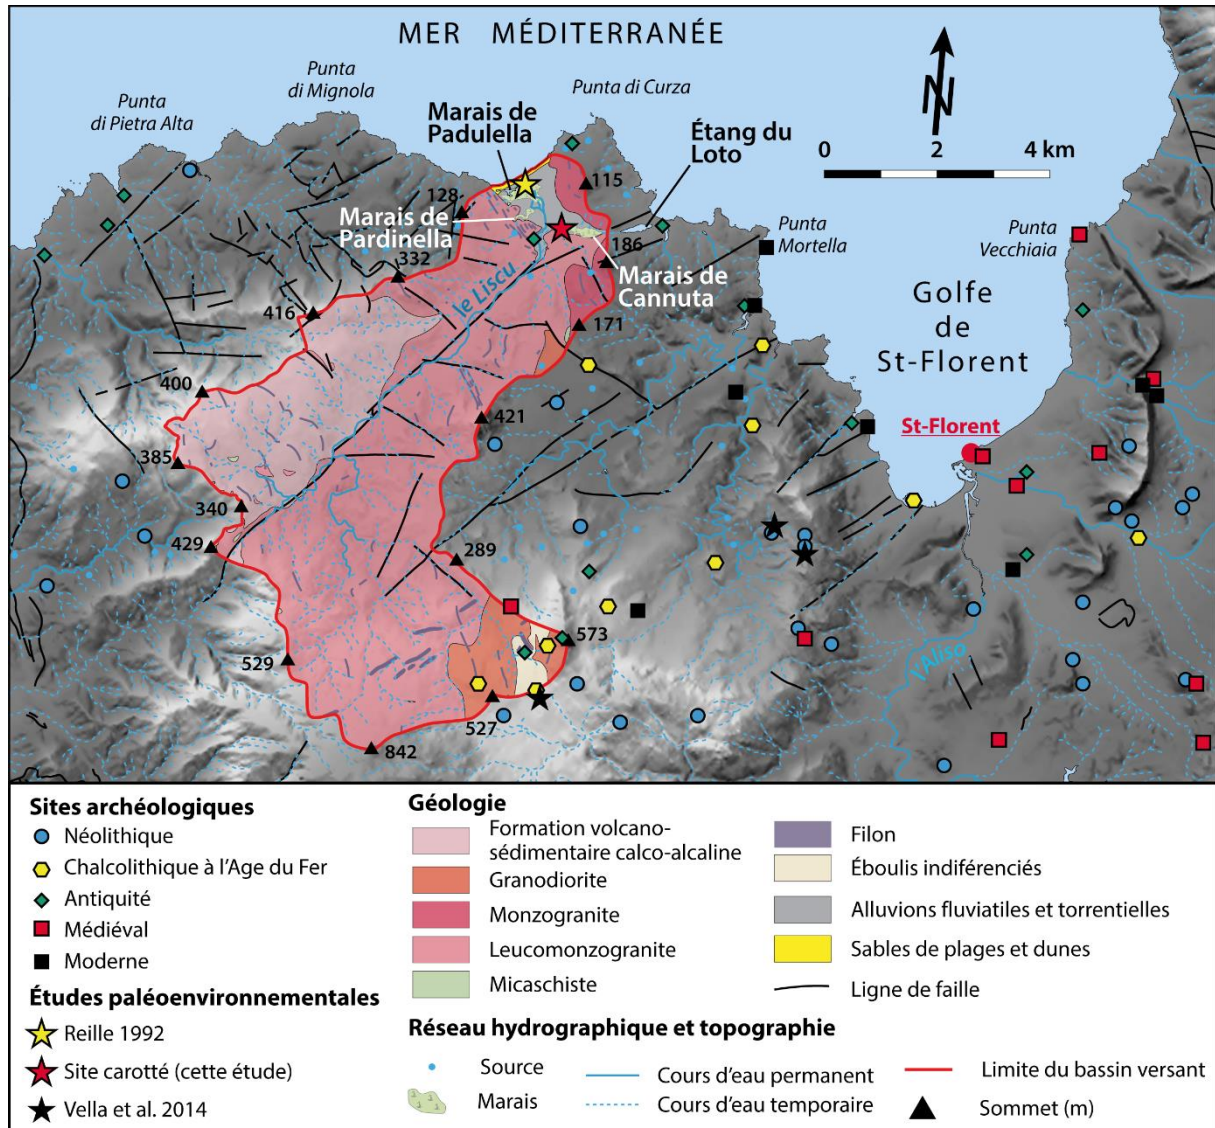 MER MÉDITERRANÉE
Punta
di Pietra Alta
Punta
di Mignola
Marais de
Padulella
Punta di Curza
Étang du
Loto
N
0 2 4 km
128
115
Marais de
Pardinella
186
Punta
Mortella
Punta
Vecchiaia
332
le Liscu
Marais de
Cannuta
416
171
Golfe
de
St-Florent
400
421
St-Florent
385
340
429
289
573
529
l'Aliso
527
842
Sites archéologiques
Néolithique
Chalcolithique à l'Age du Fer
Antiquité
Médiéval
Moderne
Études paléoenvironnementales
Reille 1992
Site carotté (cette étude)
Vella et al. 2014
Géologie
Formation volcano-
sédimentaire calco-alcaline
Granodiorite
Monzogranite
Leucomonzogranite
Micaschiste
Filon
Éboulis indiférenciés
Alluvions fluviatiles et torrentielles
Sables de plages et dunes
Ligne de faille
Réseau hydrographique et topographie
Source
Marais
Cours d'eau permanent
Cours d'eau temporaire
Limite du bassin versant
Sommet (m)